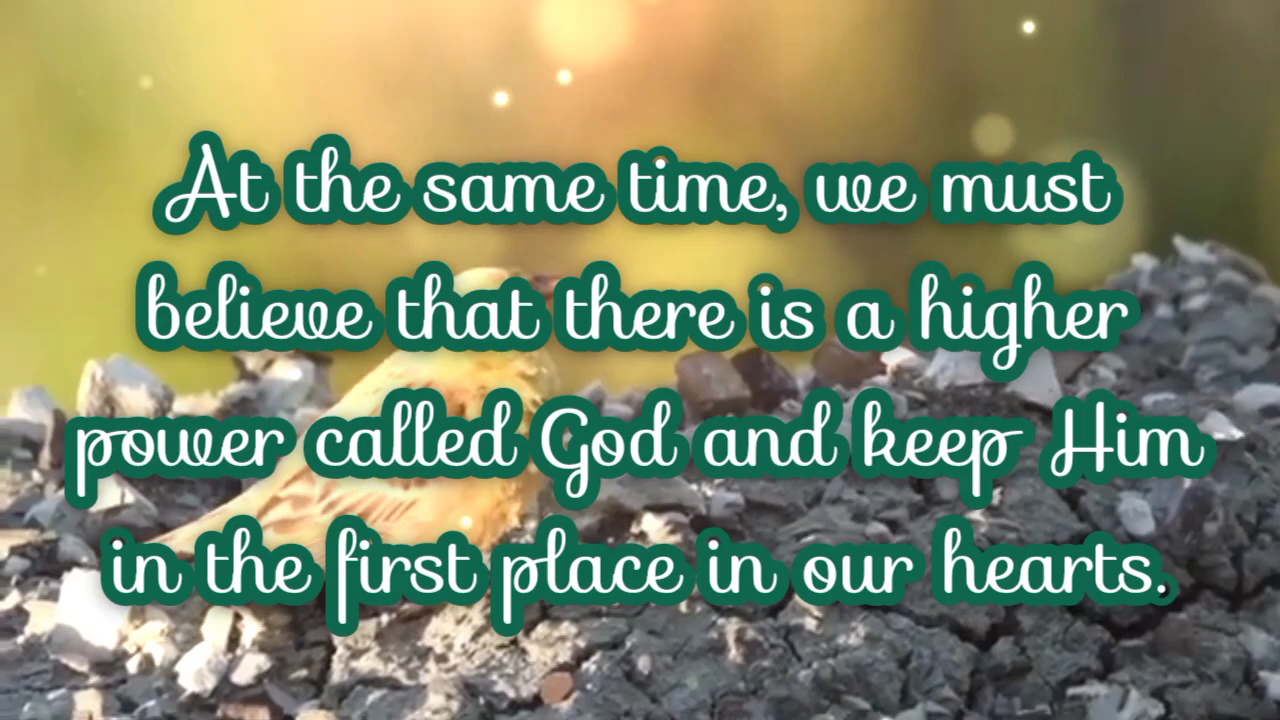 At the same time, we must
believe that there is a higher
power called God and keep Him
in the first place in our hearts.